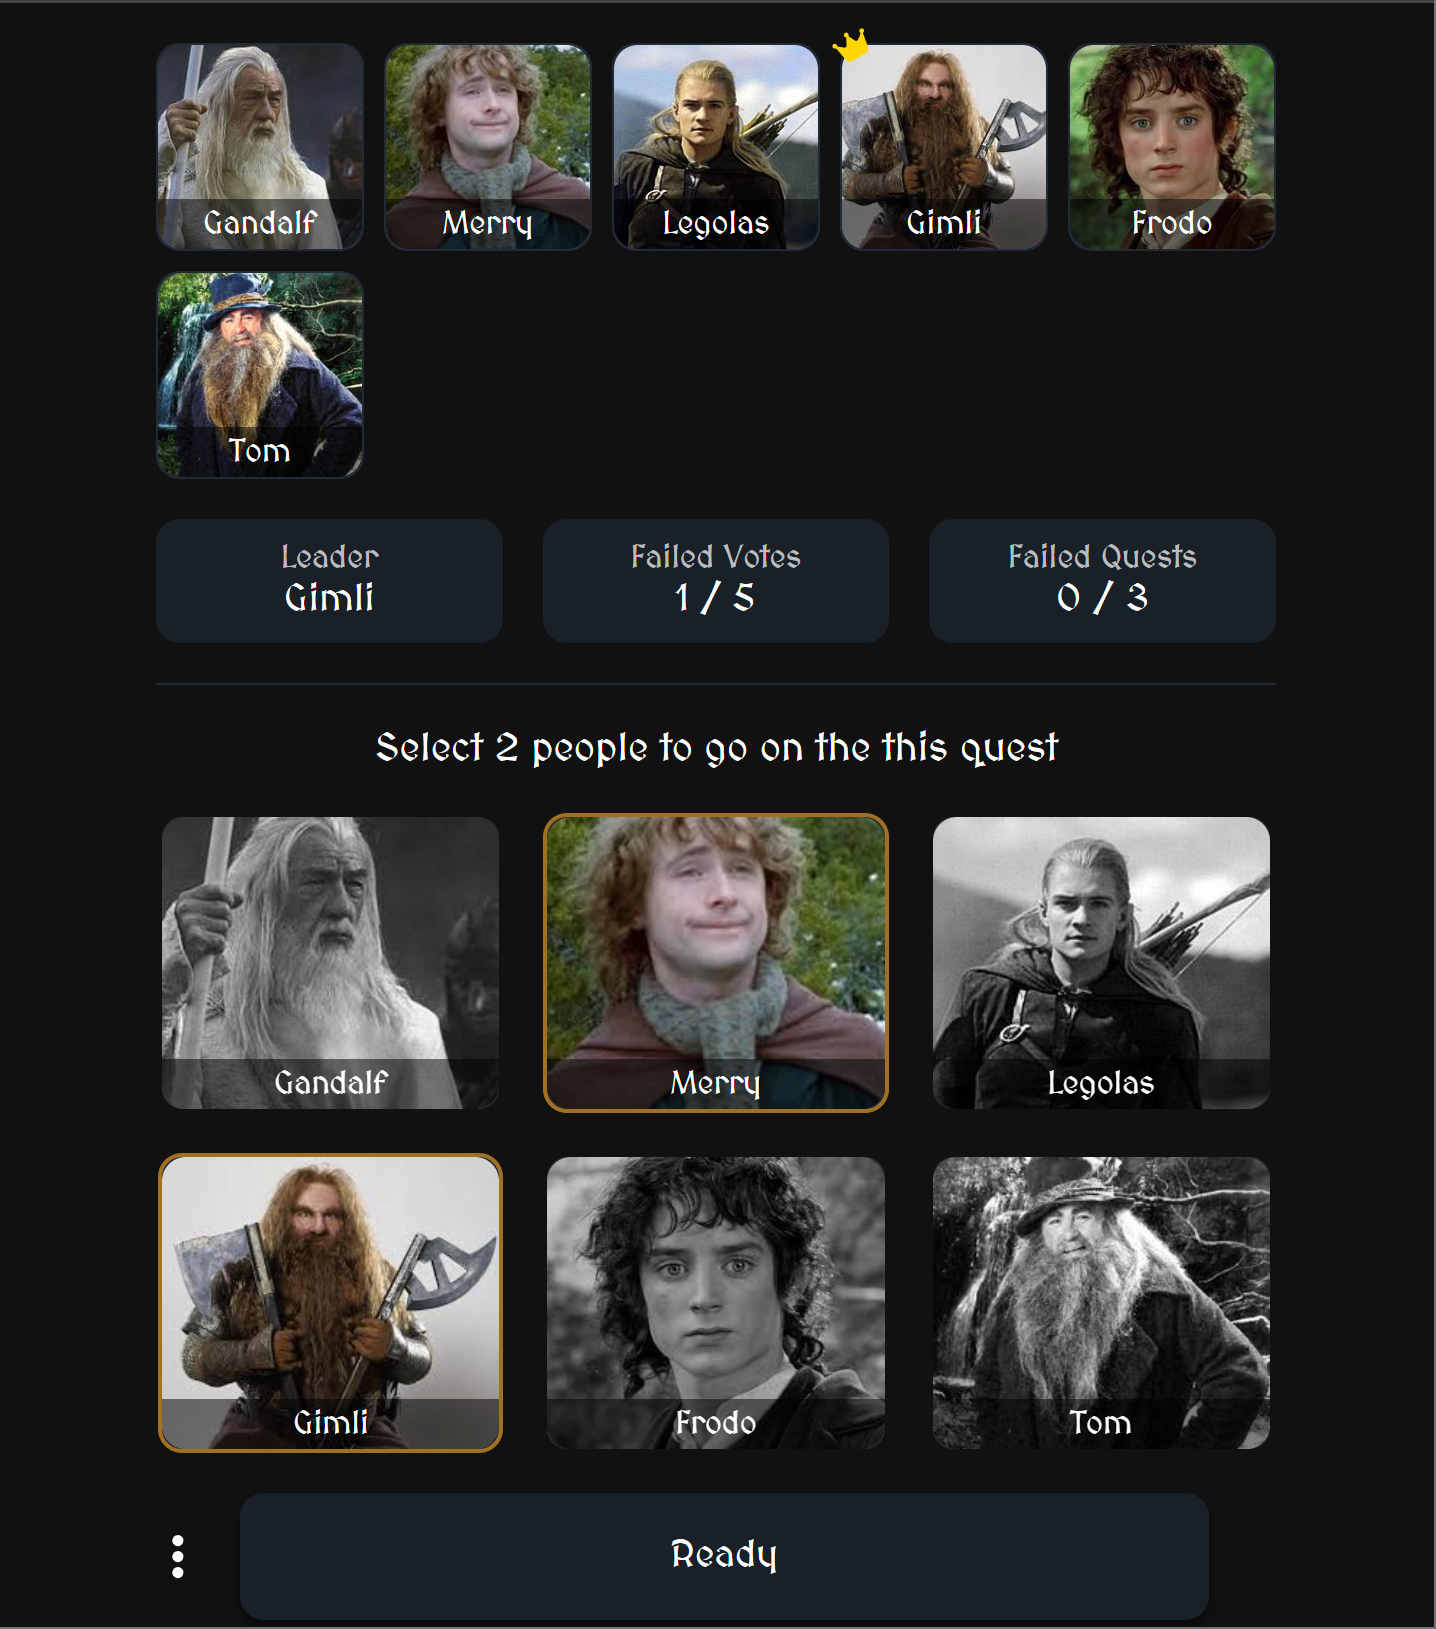 Gandalf
Merry
Legolas
Gimli
Frodo
Tom
Leader
Gimli
Failed Votes
1 / 5
Failed Quests
0 / 3
Select 2 people to go on the this quest
Gandalf
Merry
Legolas
Gimli
Frodo
Tom
Ready